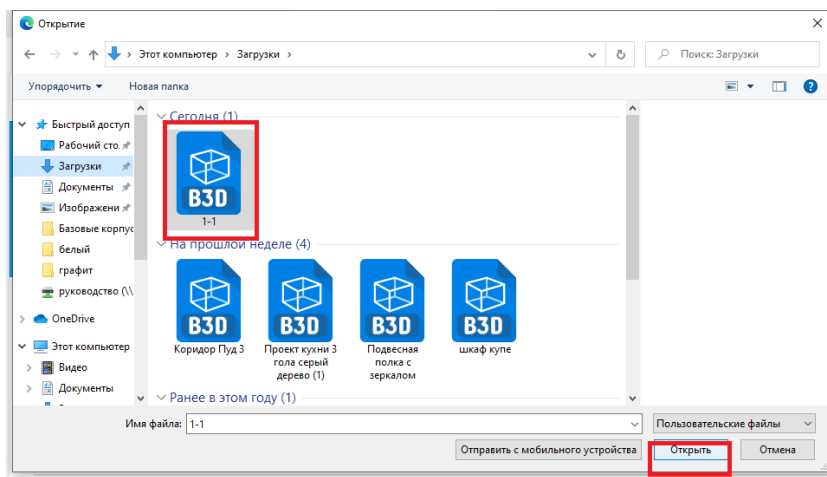 Открытие
Этот компьютер › Загрузки ›
Поиск: Загрузки
Упорядочить
Новая папка
Быстрый доступ
Рабочий сто
Загрузки
Документы
Изображени
Базовые корпус
белый
графит
руководство (\\
OneDrive
Этот компьютер
Видео
Документы
Сегодня (1)
B3D
1-1
На прошлой неделе (4)
B3D B3D B3D B3D
Коридор Пуд 3
Проект кухни 3
гола серый
дерево (1)
Подвесная
полка с
зеркалом
шкаф купе
Ранее в этом году (1)
Имя файла: 1-1
Пользовательские файлы
Отправить с мобильного устройства
Открыть
Отмена